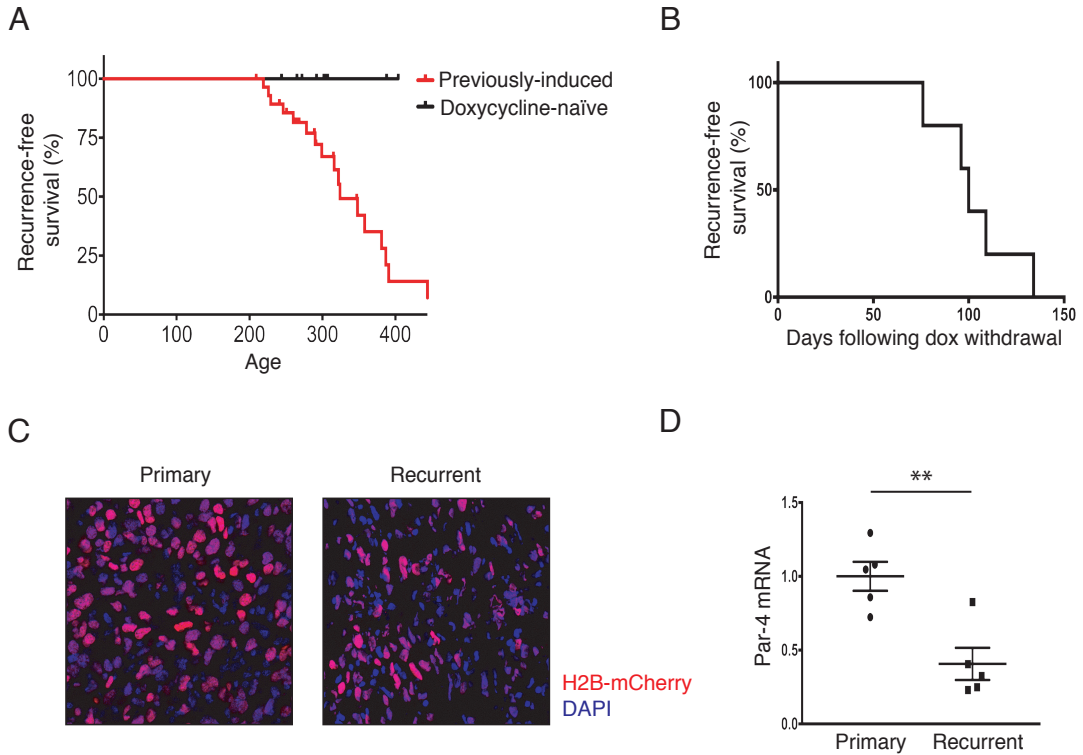 A
Recurrence-free
survival (%)
100
75
50
25
0
0 100 200 300 400
Age
Previously-induced
Doxycycline-naïve
B
Recurrence-free
survival (%)
100
50
0
0 50 100 150
Days following dox withdrawal
C
Primary
Recurrent
H2B-mCherry
DAPI
D
**
Par-4 mRNA
1.5
1.0
0.5
0.0
Primary Recurrent